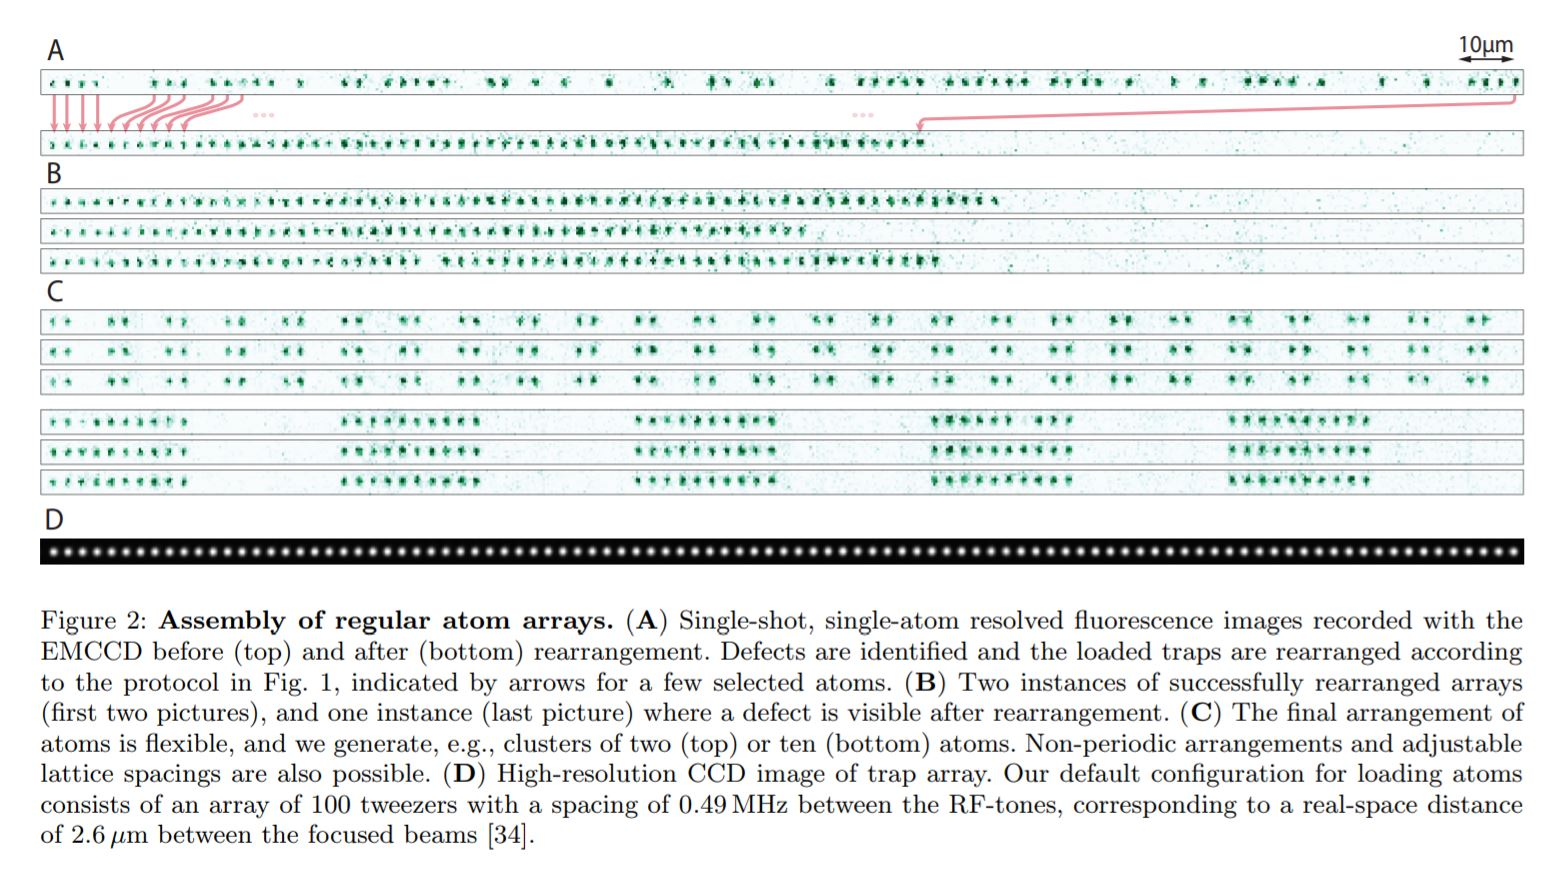 A
10µm
B
C
D
Figure 2: Assembly of regular atom arrays. (A) Single-shot, single-atom resolved fluorescence images recorded with the
EMCCD before (top) and after (bottom) rearrangement. Defects are identified and the loaded traps are rearranged according
to the protocol in Fig. 1, indicated by arrows for a few selected atoms. (B) Two instances of successfully rearranged arrays
(first two pictures), and one instance (last picture) where a defect is visible after rearrangement. (C) The final arrangement of
atoms is flexible, and we generate, e.g., clusters of two (top) or ten (bottom) atoms. Non-periodic arrangements and adjustable
lattice spacings are also possible. (D) High-resolution CCD image of trap array. Our default configuration for loading atoms
consists of an array of 100 tweezers with a spacing of 0.49 MHz between the RF-tones, corresponding to a real-space distance
of 2.6 µm between the focused beams [34].